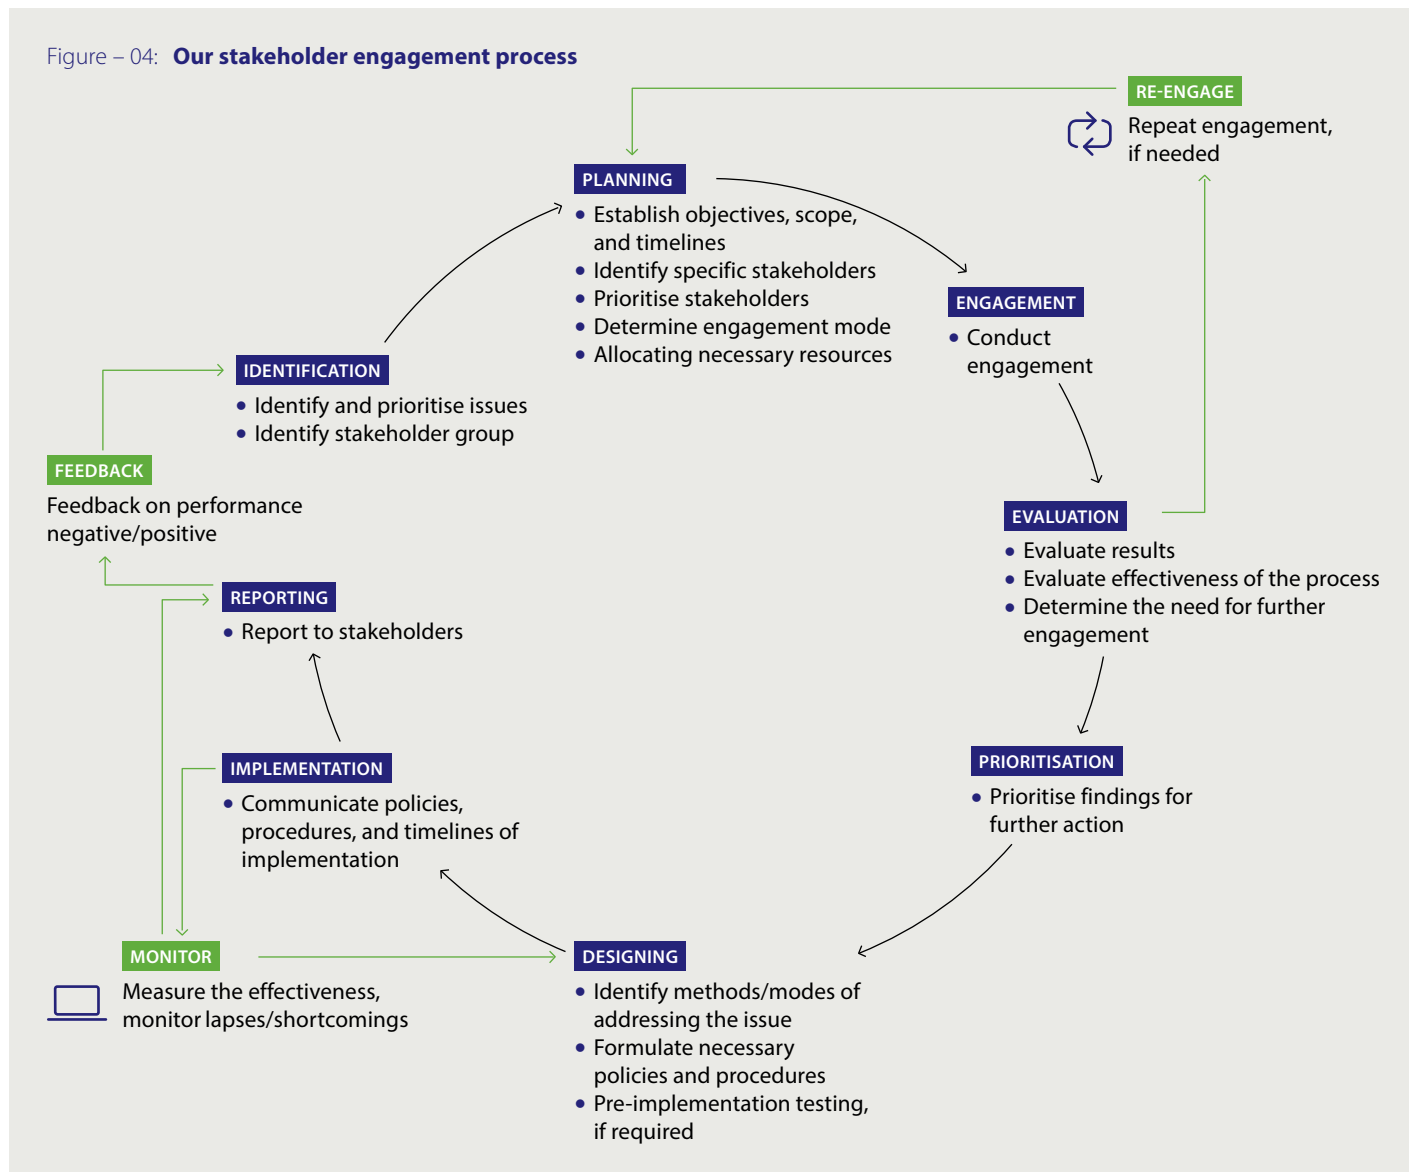 Figure – 04: Our stakeholder engagement process
RE-ENGAGE
Repeat engagement,
if needed
PLANNING
• Establish objectives, scope,
and timelines
• Identify specific stakeholders
• Prioritise stakeholders
• Determine engagement mode
• Allocating necessary resources
ENGAGEMENT
• Conduct
engagement
IDENTIFICATION
• Identify and prioritise issues
• Identify stakeholder group
FEEDBACK
Feedback on performance
negative/positive
EVALUATION
• Evaluate results
• Evaluate effectiveness of the process
• Determine the need for further
engagement
REPORTING
• Report to stakeholders
PRIORITISATION
• Prioritise findings for
further action
IMPLEMENTATION
• Communicate policies,
procedures, and timelines of
implementation
MONITOR
Measure the effectiveness,
monitor lapses/shortcomings
DESIGNING
• Identify methods/modes of
addressing the issue
• Formulate necessary
policies and procedures
• Pre-implementation testing,
if required